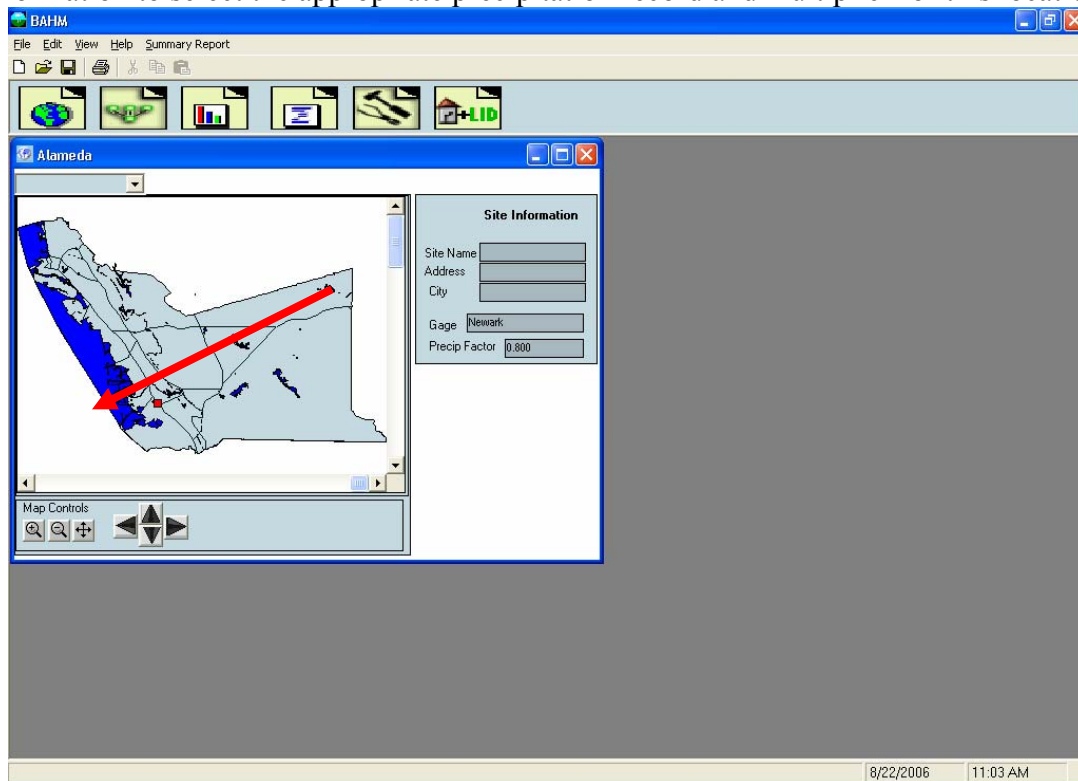 BAHM
File Edit View Help Summary Report
+LID
Alameda
Site Information
Site Name
Address
City
Gage Newark
Precip Factor 0.800
Map Controls
8/22/2006 11:03 AM